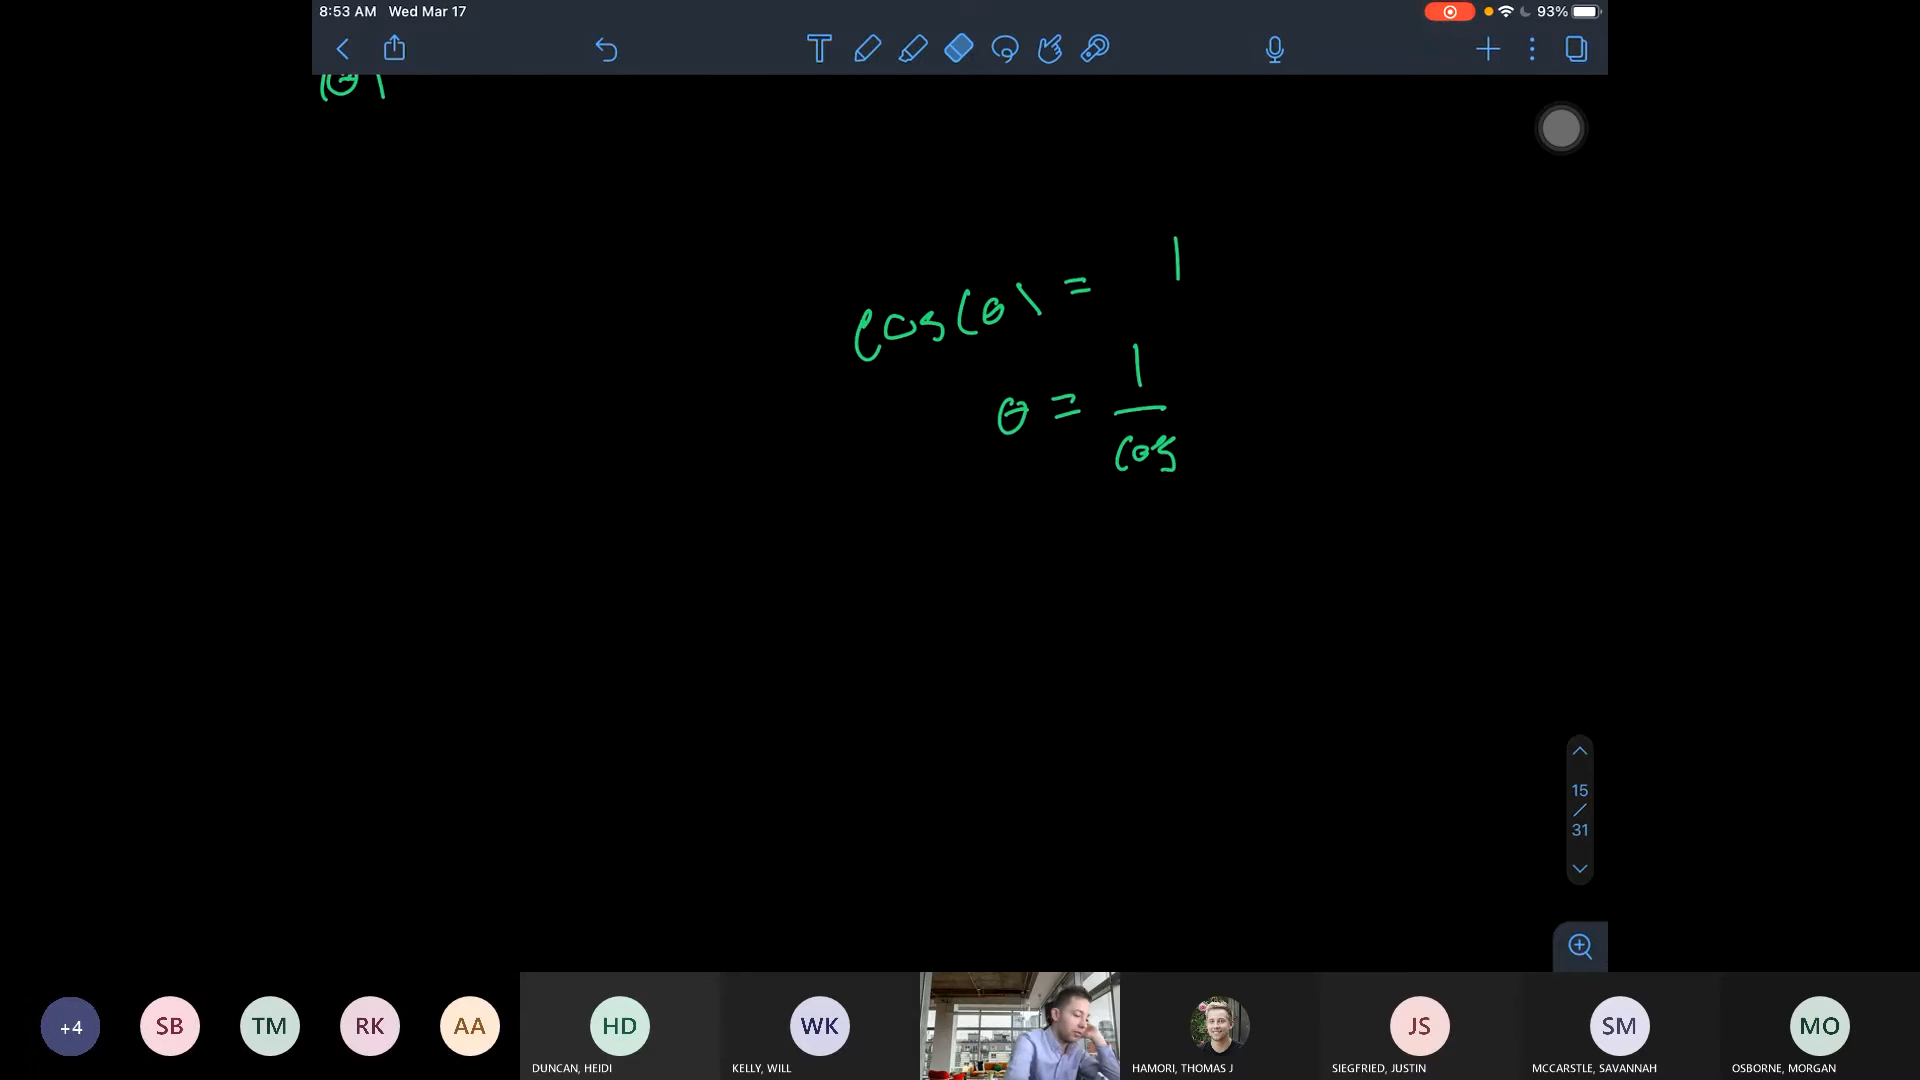 8:53 AM Wed Mar 17
93%
(θ)
cos(θ) = 1
θ = 1
cos
15
/
31
+4
SB
TM
RK
AA
HD
WK
JS
SM
MO
DUNCAN, HEIDI
KELLY, WILL
HAMORI, THOMAS J
SIEGFRIED, JUSTIN
MCCARSTLE, SAVANNAH
OSBORNE, MORGAN